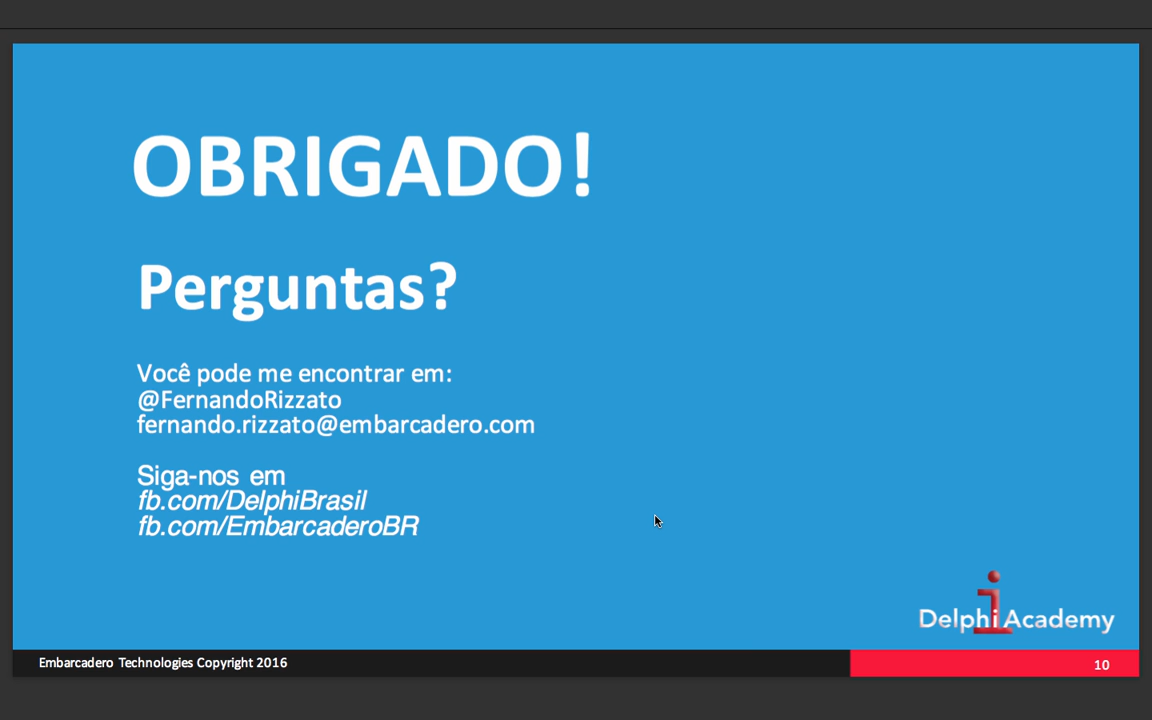 OBRIGADO!
Perguntas?
Você pode me encontrar em:
@FernandoRizzato
fernando.rizzato@embarcadero.com
Siga-nos em
fb.com/DelphiBrasil
fb.com/EmbarcaderoBR
Delphi Academy
Embarcadero Technologies Copyright 2016
10